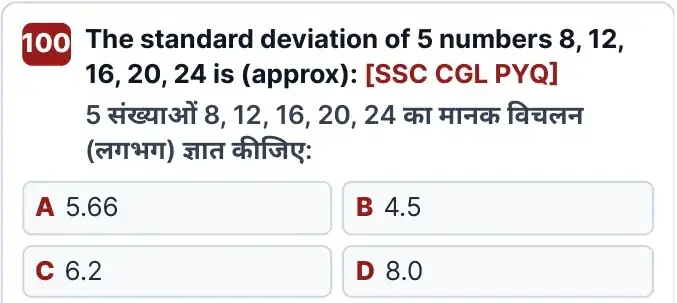 100 The standard deviation of 5 numbers 8, 12,
16, 20, 24 is (approx): [SSC CGL PYQ]
5 संख्याओं 8, 12, 16, 20, 24 का मानक विचलन
(लगभग) ज्ञात कीजिए:
A 5.66 B 4.5
C 6.2 D 8.0